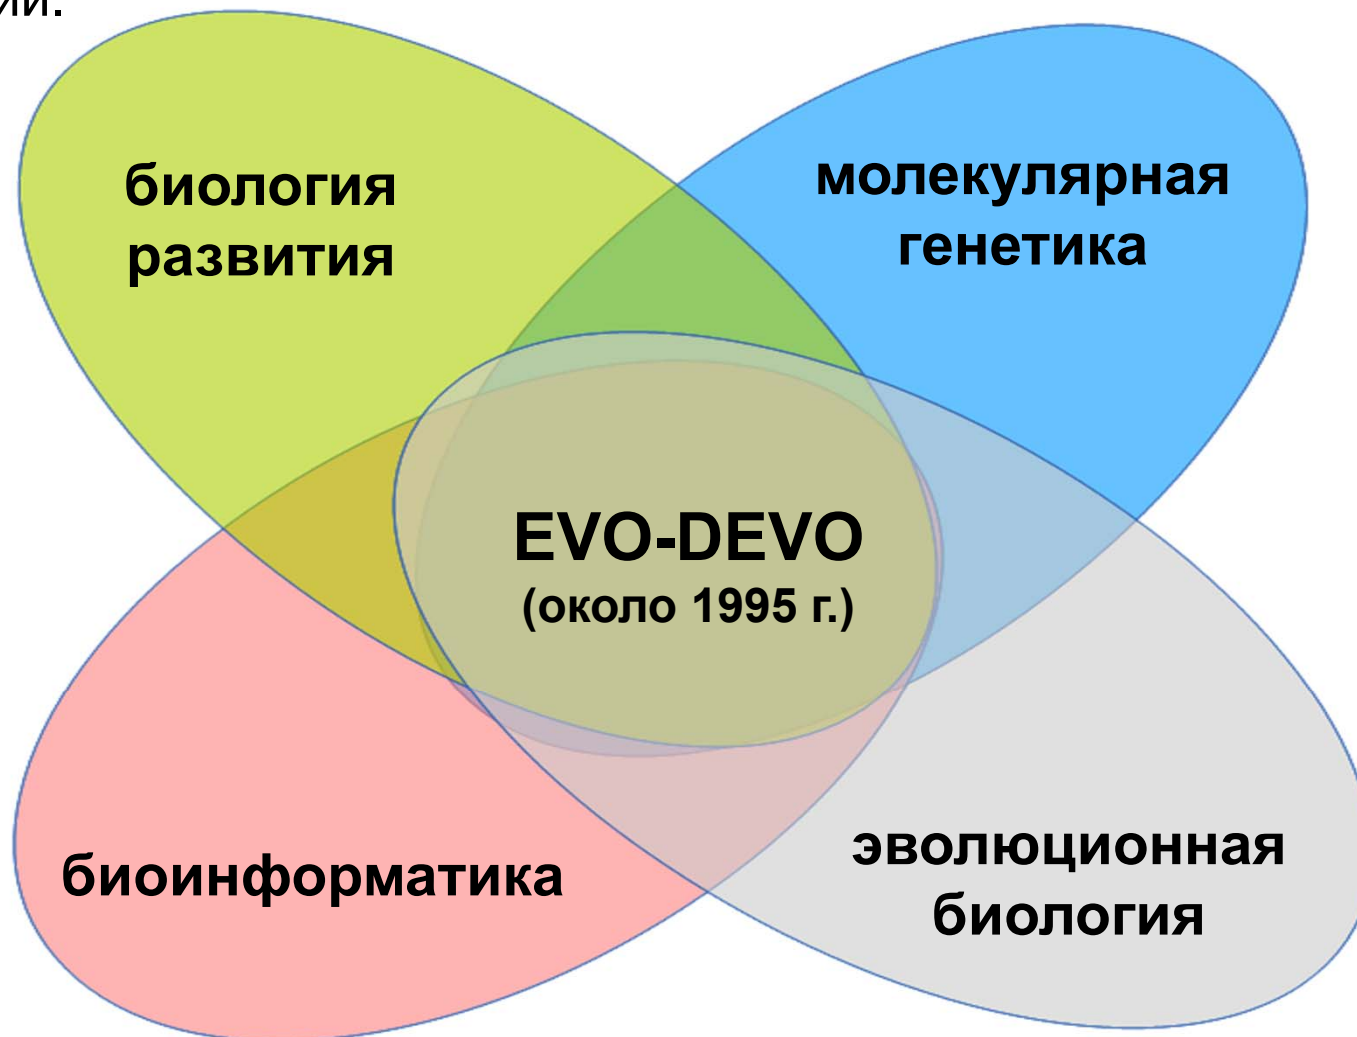 биология
развития
молекулярная
генетика
EVO-DEVO
(около 1995 г.)
биоинформатика
эволюционная
биология